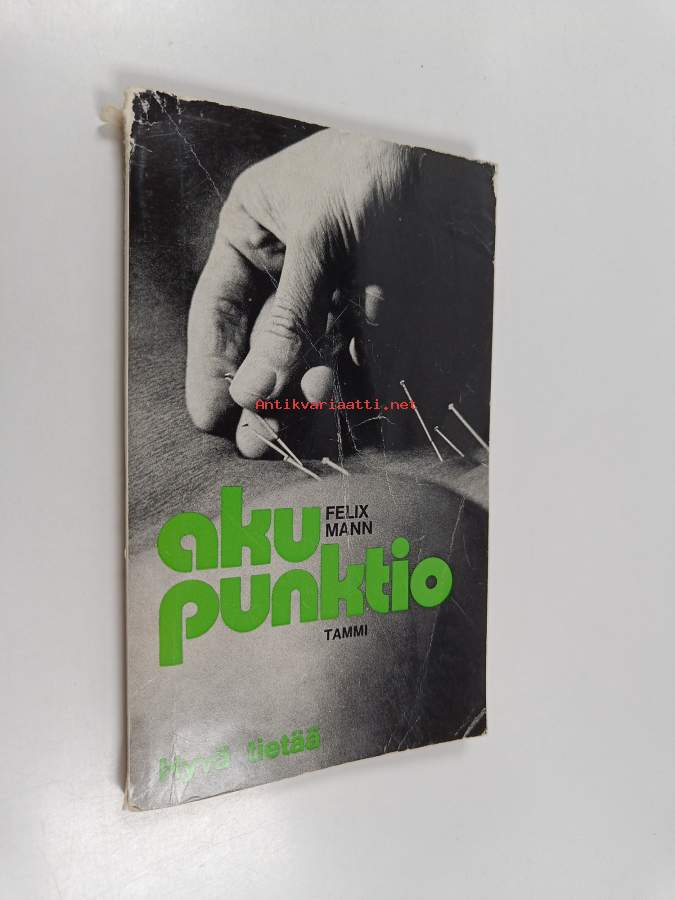 Antikvariaatti.net
aku
FELIX
MANN
punktio
TAMMI
Hyvä tietää